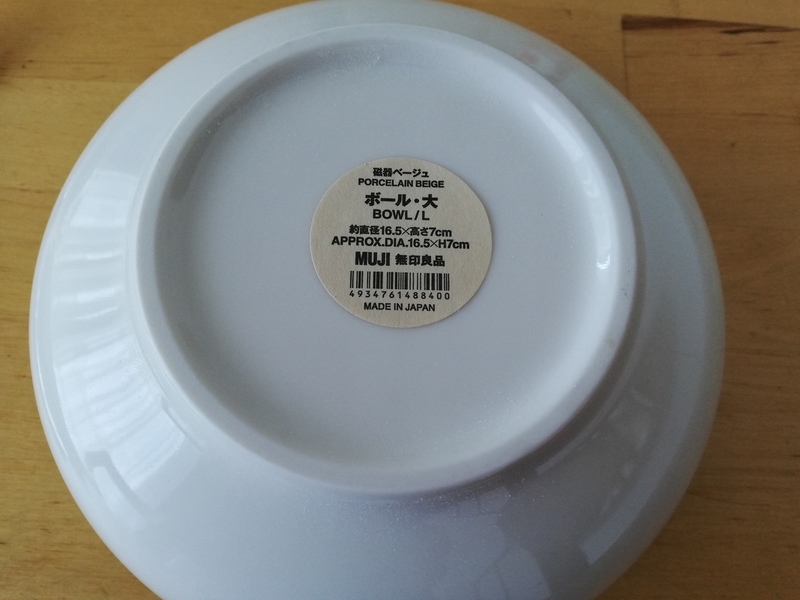 磁器ベージュ
PORCELAIN BEIGE
ボール・大
BOWL/L
約直径16.5×高さ7cm
APPROX.DIA.16.5×H7cm
MUJI 無印良品
4934761488400
MADE IN JAPAN